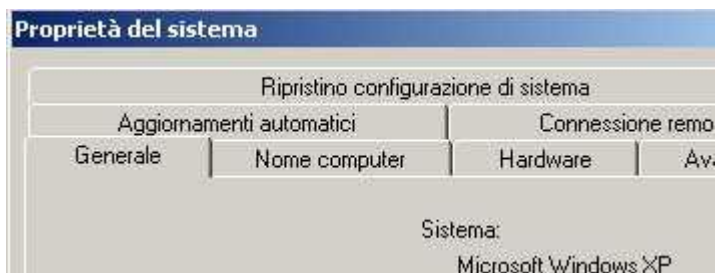 Proprietà del sistema
Ripristino configurazione di sistema
Aggiornamenti automatici Connessione remo
Generale Nome computer Hardware Ava
Sistema:
Microsoft Windows XP